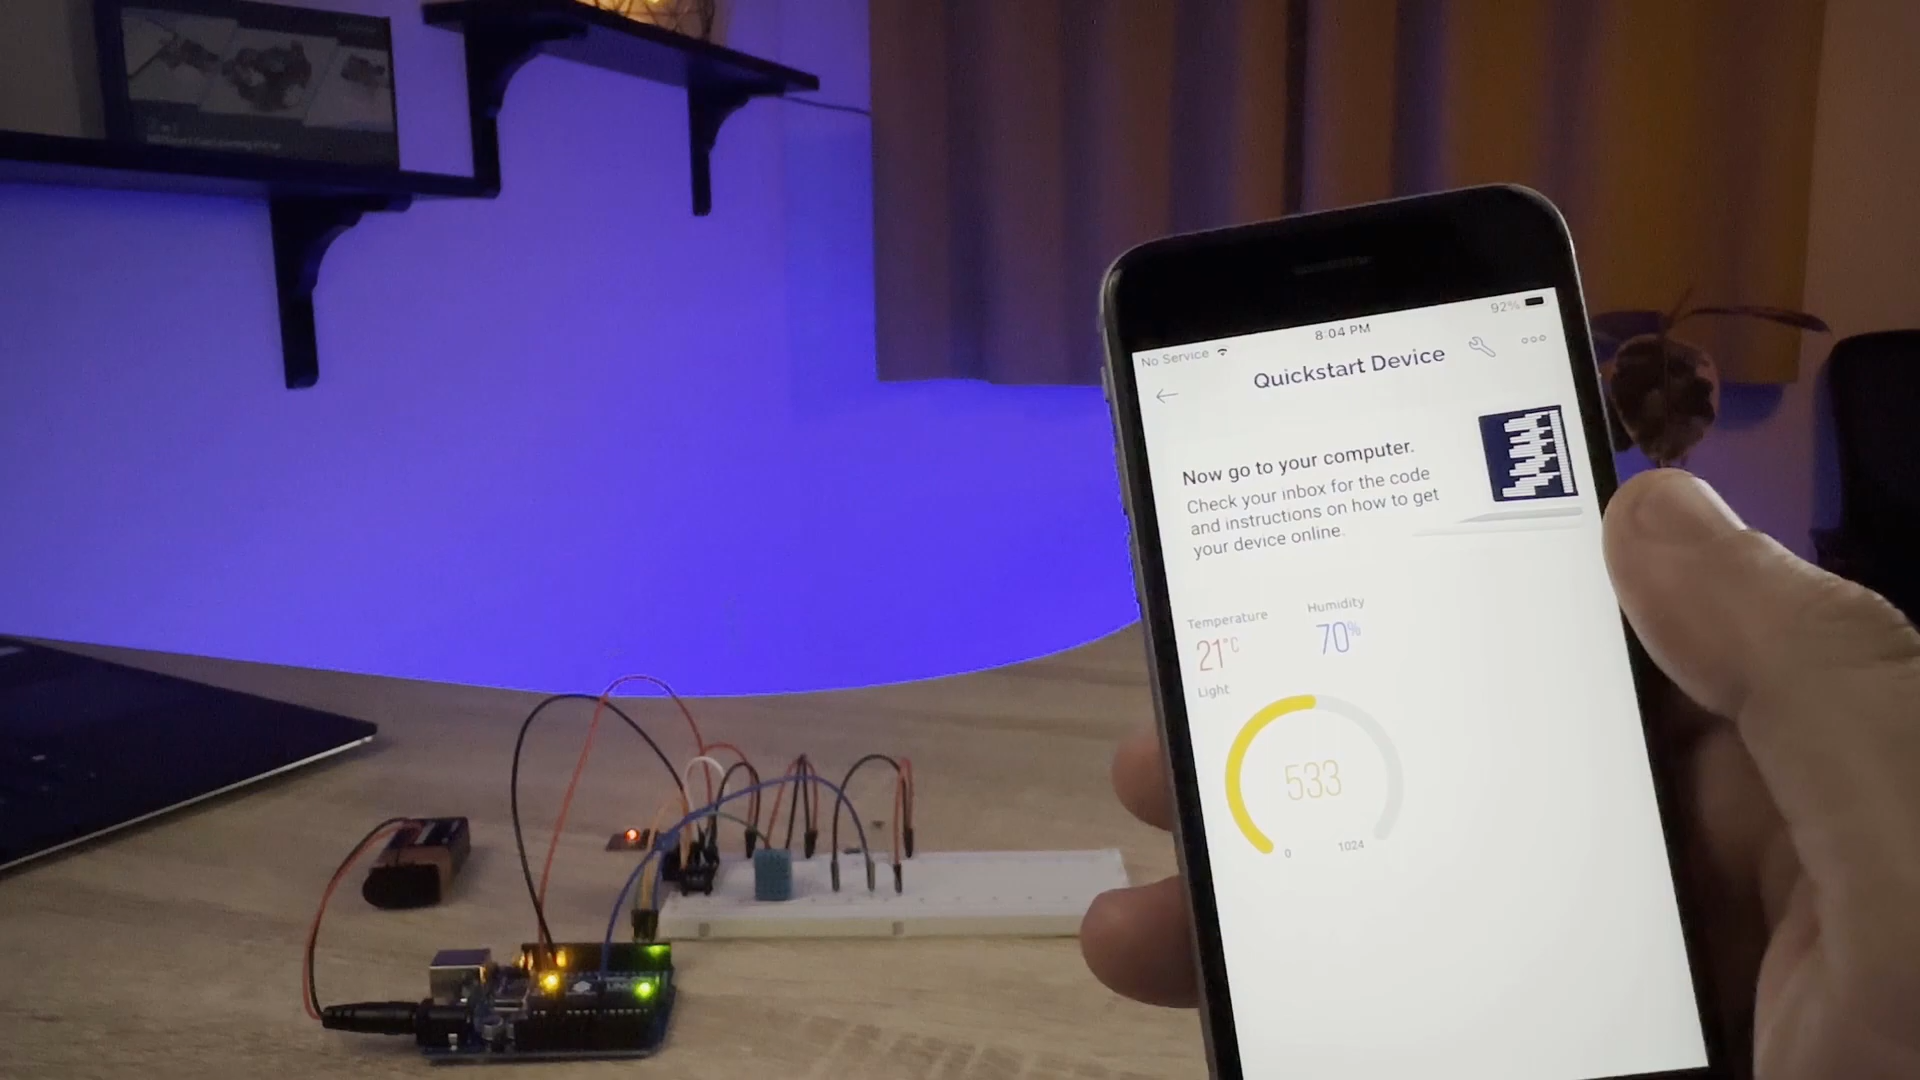 No Service
8:04 PM
92%
Quickstart Device
Now go to your computer.
Check your inbox for the code
and instructions on how to get
your device online.
Temperature
Humidity
21°C
70%
Light
533
0
1024
UNO